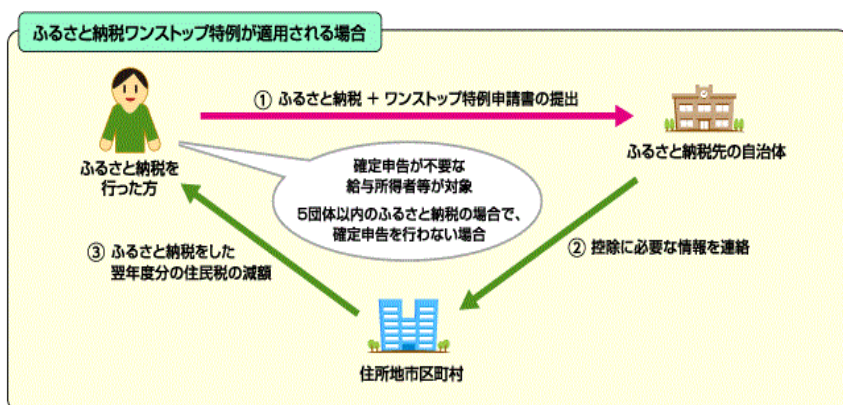 ふるさと納税ワンストップ特例が適用される場合
① ふるさと納税 + ワンストップ特例申請書の提出
ふるさと納税を
行った方
ふるさと納税先の自治体
確定申告が不要な
給与所得者等が対象
5団体以内のふるさと納税の場合で、
確定申告を行わない場合
② 控除に必要な情報を連絡
③ ふるさと納税をした
翌年度分の住民税の減額
住所地市区町村